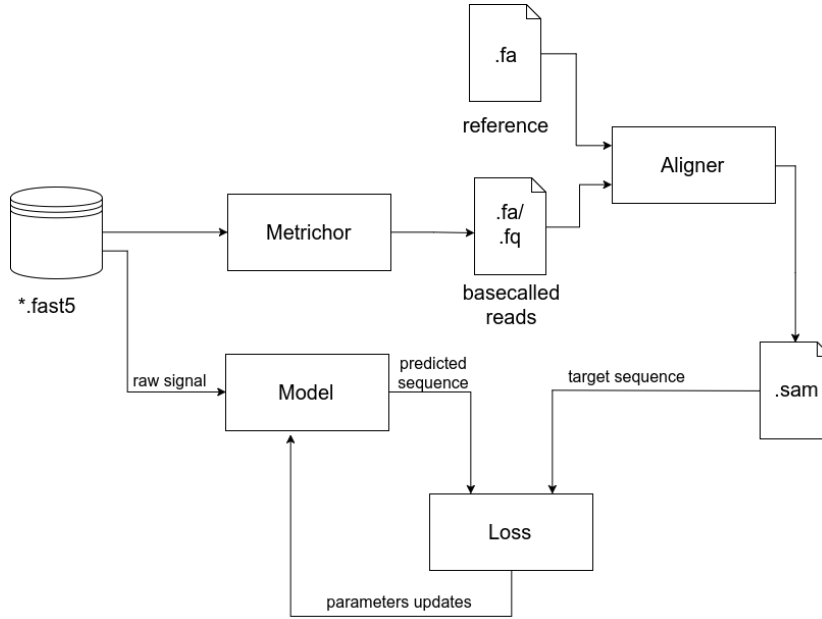 .fa
reference
Aligner
Metrichor
.fa/
.fq
basecalled
reads
*.fast5
raw signal
Model
predicted
sequence
target sequence
.sam
Loss
parameters updates